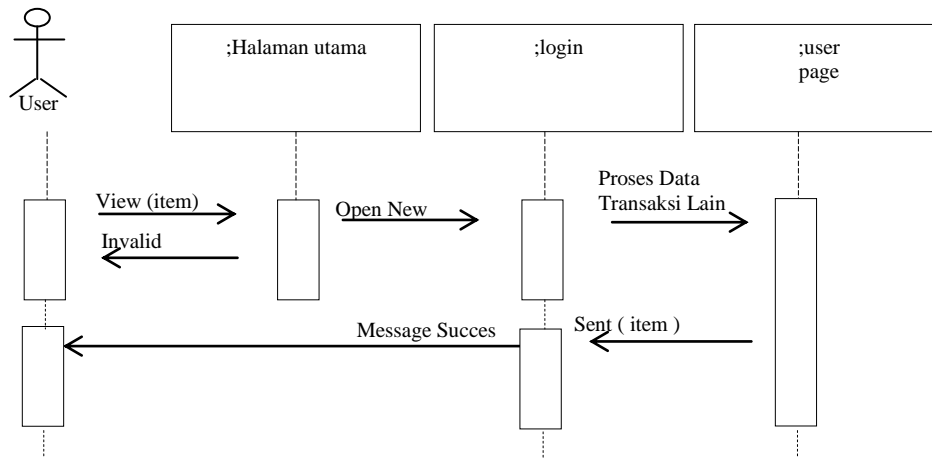 ;Halaman utama
;login
;user
page
User
View (item)
Open New
Proses Data
Transaksi Lain
Invalid
Message Succes
Sent ( item )